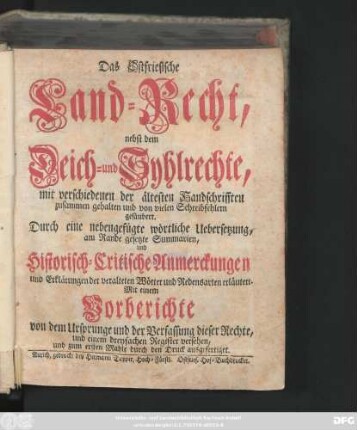 Das Ostfriesische
Land-Recht,
nebst dem
Deich- und Syhlrechte,
mit verschiedenen der ältesten Handschrifften
zusammen gehalten und von vielen Schreibfehlern
gesäubert.
Durch eine nebengefügte wörtliche Uebersetzung,
am Rande gesetzte Summarien,
und
Historisch-Critische Anmerckungen
und Erklärungen der veralteten Wörter und Redensarten erläutert.
Mit einem
Vorberichte
von dem Ursprunge und der Verfassung dieser Rechte,
und einem dreyfachen Register versehen,
und zum ersten Mahle durch den Druck ausgefertiget.
Aurich, gedruckt bey Hermann Tapper, Hoch-Fürstl. Ostfries. Hof-Buchdrucker.